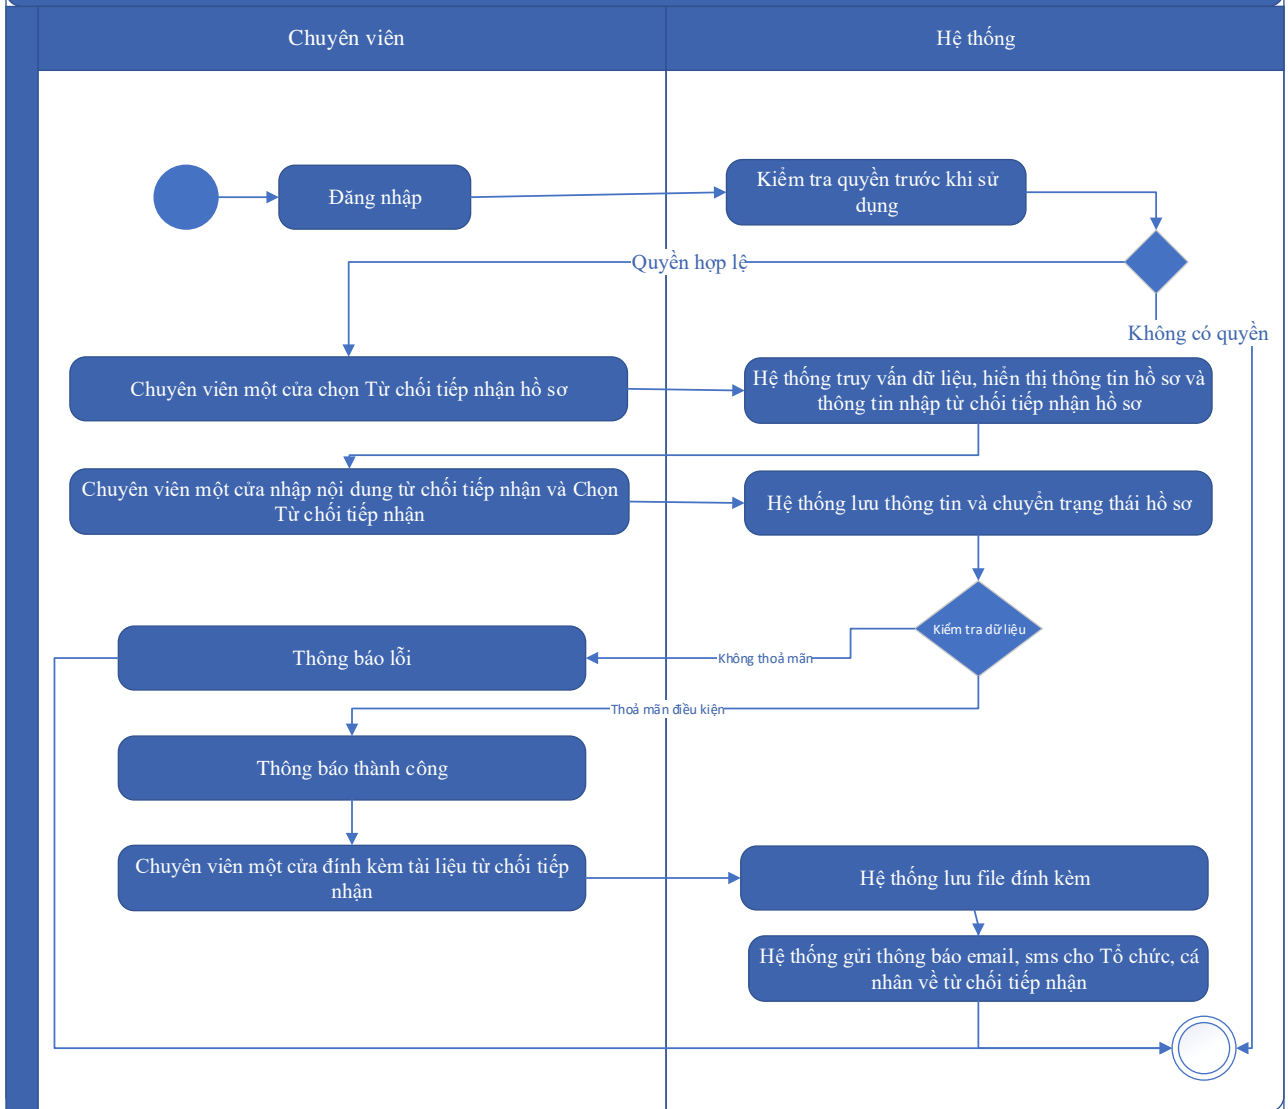 Chuyên viên
Hệ thống
Đăng nhập
Kiểm tra quyền trước khi sử
dụng
Quyền hợp lệ
Không có quyền
Chuyên viên một cửa chọn Từ chối tiếp nhận hồ sơ
Hệ thống truy vấn dữ liệu, hiển thị thông tin hồ sơ và
thông tin nhập từ chối tiếp nhận hồ sơ
Chuyên viên một cửa nhập nội dung từ chối tiếp nhận và Chọn
Từ chối tiếp nhận
Hệ thống lưu thông tin và chuyển trạng thái hồ sơ
Kiểm tra dữ liệu
Thông báo lỗi
Không thoả mãn
Thoả mãn điều kiện
Thông báo thành công
Chuyên viên một cửa đính kèm tài liệu từ chối tiếp
nhận
Hệ thống lưu file đính kèm
Hệ thống gửi thông báo email, sms cho Tổ chức, cá
nhân về từ chối tiếp nhận